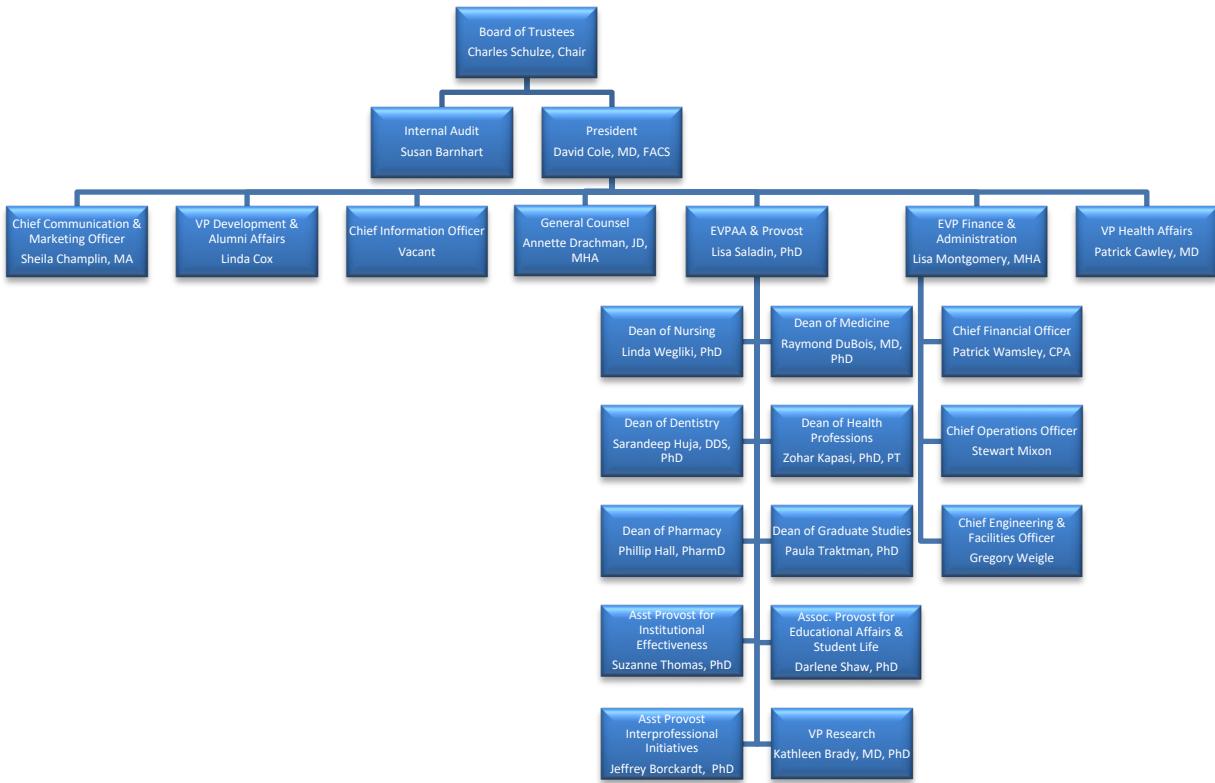 Board of Trustees
Charles Schulze, Chair
Internal Audit
Susan Barnhart
President
David Cole, MD, FACS
Chief Communication &
Marketing Officer
Sheila Champlin, MA
VP Development &
Alumni Affairs
Linda Cox
Chief Information Officer
Vacant
General Counsel
Annette Drachman, JD,
MHA
EVPAA & Provost
Lisa Saladin, PhD
EVP Finance &
Administration
Lisa Montgomery, MHA
VP Health Affairs
Patrick Cawley, MD
Dean of Nursing
Linda Wegliki, PhD
Dean of Medicine
Raymond DuBois, MD,
PhD
Chief Financial Officer
Patrick Wamsley, CPA
Dean of Dentistry
Sarandeep Huja, DDS,
PhD
Dean of Health
Professions
Zohar Kapasi, PhD, PT
Chief Operations Officer
Stewart Mixon
Dean of Pharmacy
Phillip Hall, PharmD
Dean of Graduate Studies
Paula Traktman, PhD
Chief Engineering &
Facilities Officer
Gregory Weigle
Asst Provost for
Institutional
Effectiveness
Suzanne Thomas, PhD
Assoc. Provost for
Educational Affairs &
Student Life
Darlene Shaw, PhD
Asst Provost
Interprofessional
Initiatives
Jeffrey Borckardt, PhD
VP Research
Kathleen Brady, MD, PhD